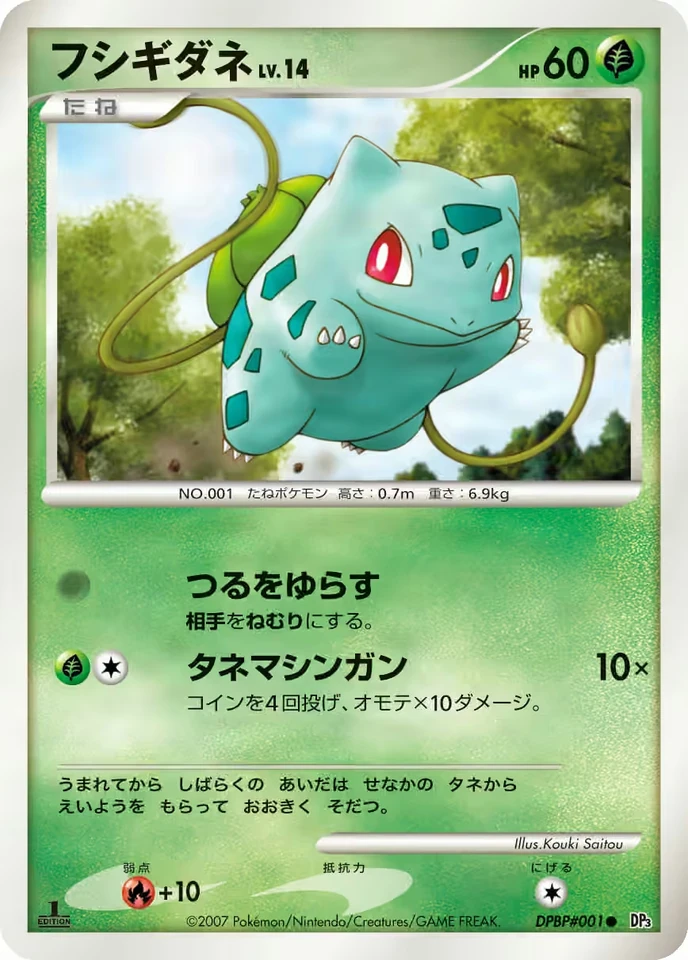 フシギダネ LV.14 HP 60
たね
NO.001 たねポケモン 高さ：0.7m 重さ：6.9kg
つるをゆらす
相手をねむりにする。
タネマシンガン 10×
コインを4回投げ、オモテ×10ダメージ。
うまれてから しばらくの あいだは せなかの タネから
えいようを もらって おおきく そだつ。
Illus.Kouki Saitou
弱点 抵抗力 にげる
+10
1 EDITION ©2007 Pokémon/Nintendo/Creatures/GAME FREAK. DPBP#001 DP3